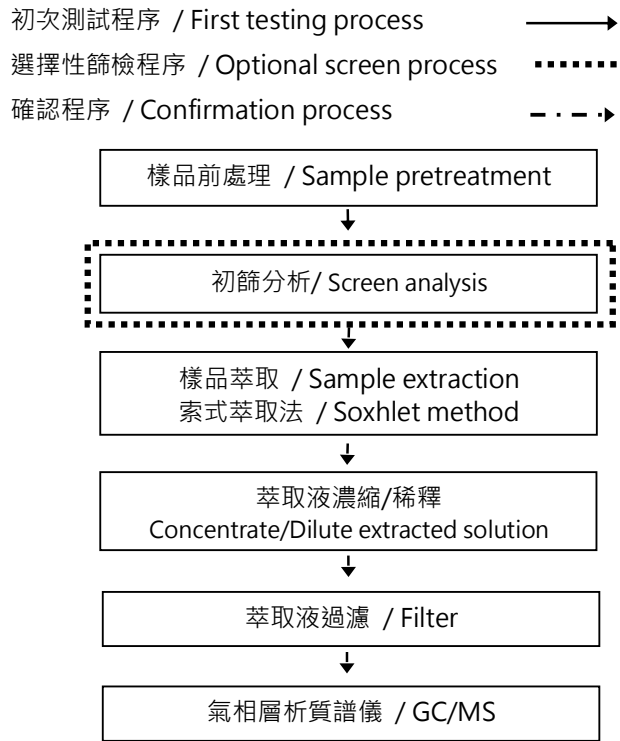 初次測試程序 / First testing process
選擇性篩檢程序 / Optional screen process
確認程序 / Confirmation process
樣品前處理 / Sample pretreatment
初篩分析/ Screen analysis
樣品萃取 / Sample extraction
索式萃取法 / Soxhlet method
萃取液濃縮/稀釋
Concentrate/Dilute extracted solution
萃取液過濾 / Filter
氣相層析質譜儀 / GC/MS